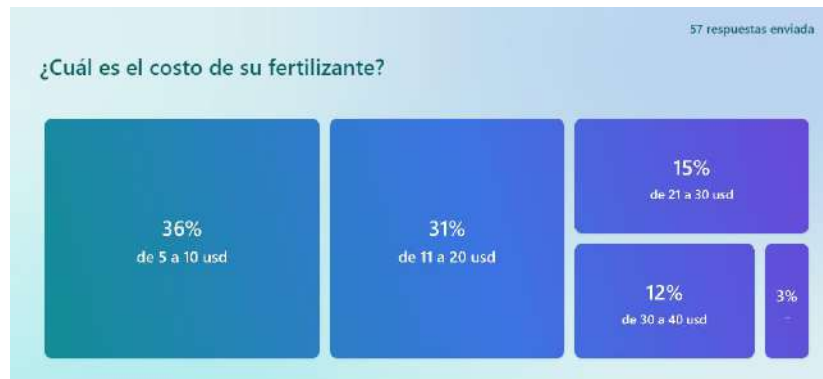 57 respuestas enviada
¿Cuál es el costo de su fertilizante?
36%
de 5 a 10 usd
31%
de 11 a 20 usd
15%
de 21 a 30 usd
12%
de 30 a 40 usd
3%